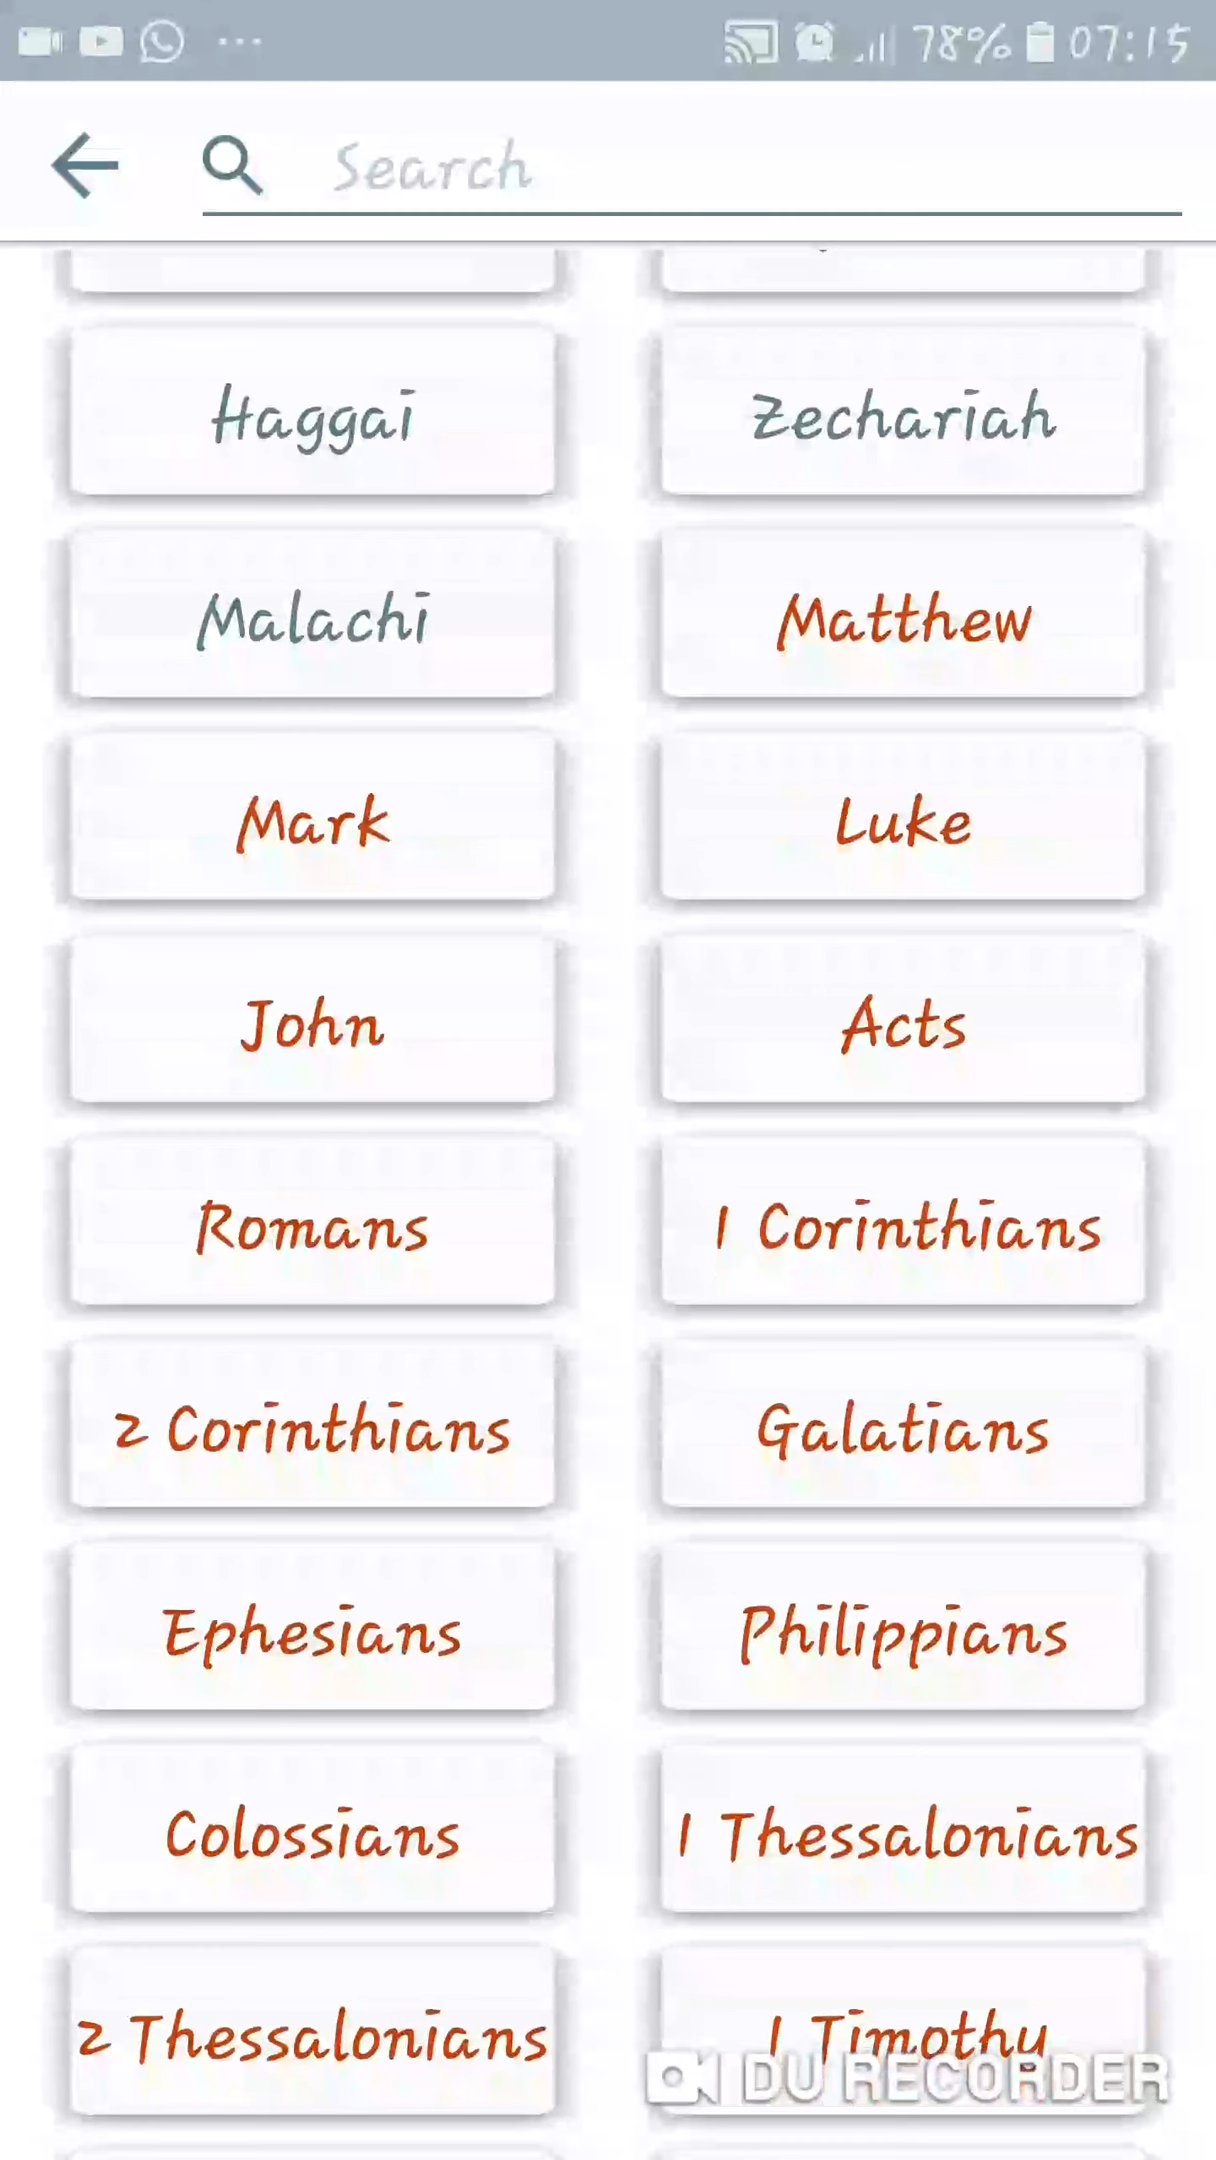 78% 07:15
Search
Haggai Zechariah
Malachi Matthew
Mark Luke
John Acts
Romans 1 Corinthians
2 Corinthians Galatians
Ephesians Philippians
Colossians 1 Thessalonians
2 Thessalonians 1 Timothy
DU RECORDER